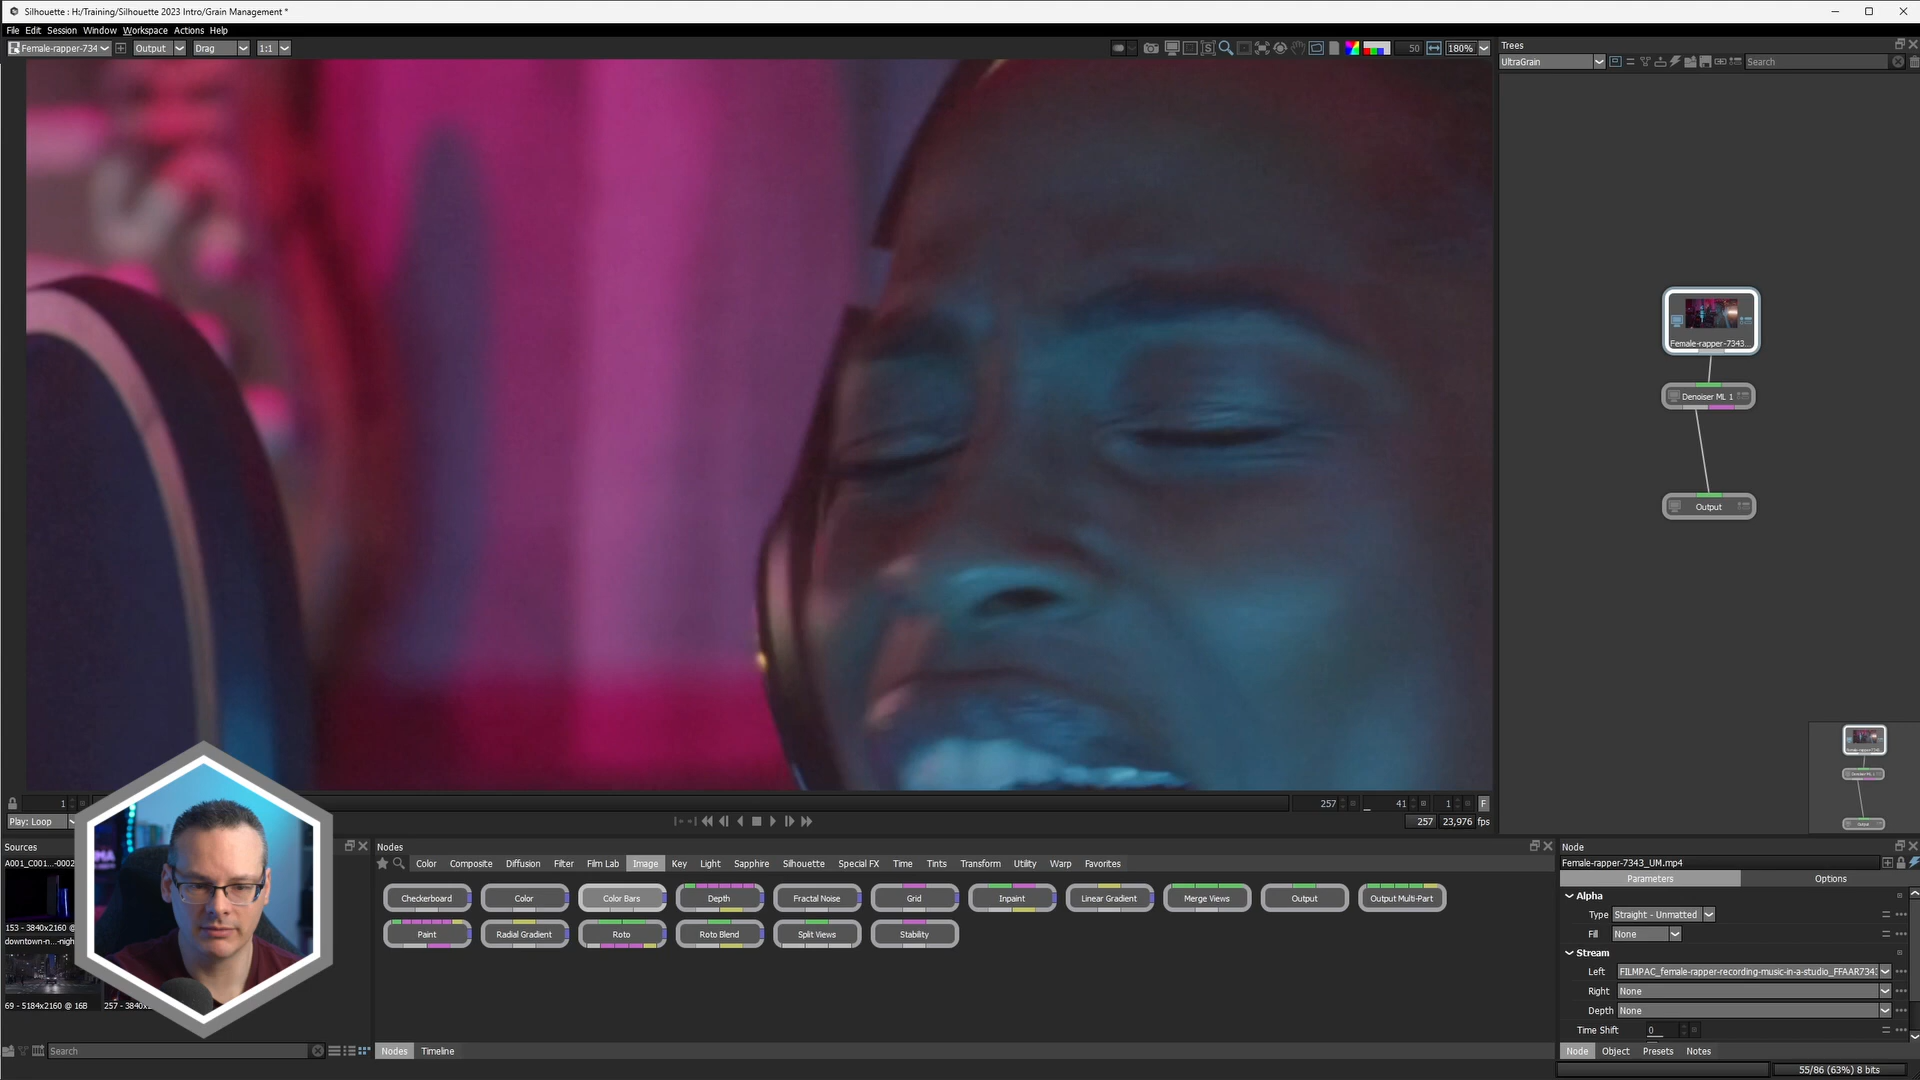 Silhouette : H:/Training/Silhouette 2023 Intro/Grain Management *
File Edit Session Window Workspace Actions Help
Female-rapper-734 Output Drag 1:1 50 180%
Trees
UltraGrain Search
Female-rapper-7343...
Denoiser ML 1
Output
1 257 41 1 F
Play: Loop 257 23,976 fps
Sources
A001_C001...-0002
153 - 3840x2160 @
downtown-n...-nigh
69 - 5184x2160 @ 16B
257 - 3840x2
Search
Nodes
Color Composite Diffusion Filter Film Lab Image Key Light Sapphire Silhouette Special FX Time Tints Transform Utility Warp Favorites
Checkerboard Color Color Bars Depth Fractal Noise Grid Inpaint Linear Gradient Merge Views Output Output Multi-Part
Paint Radial Gradient Roto Roto Blend Split Views Stability
Nodes Timeline
Node
Female-rapper-7343_UM.mp4
Parameters Options
Alpha
Type Straight - Unmatted
Fill None
Stream
Left FILMPAC_female-rapper-recording-music-in-a-studio_FFAAR734
Right None
Depth None
Time Shift 0
Node Object Presets Notes
55/86 (63%) 8 bits